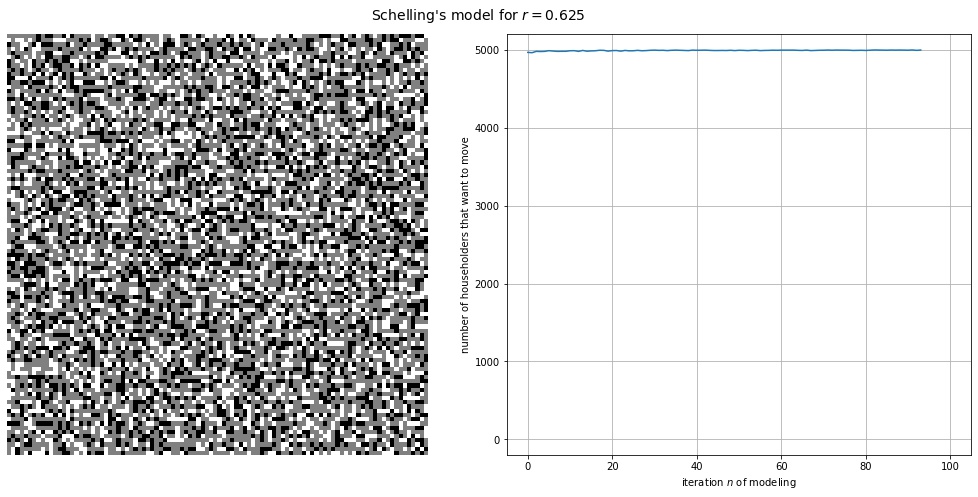 Schelling's model for r = 0.625
5000
4000
3000
2000
1000
0
number of householders that want to move
0 20 40 60 80 100
iteration n of modeling